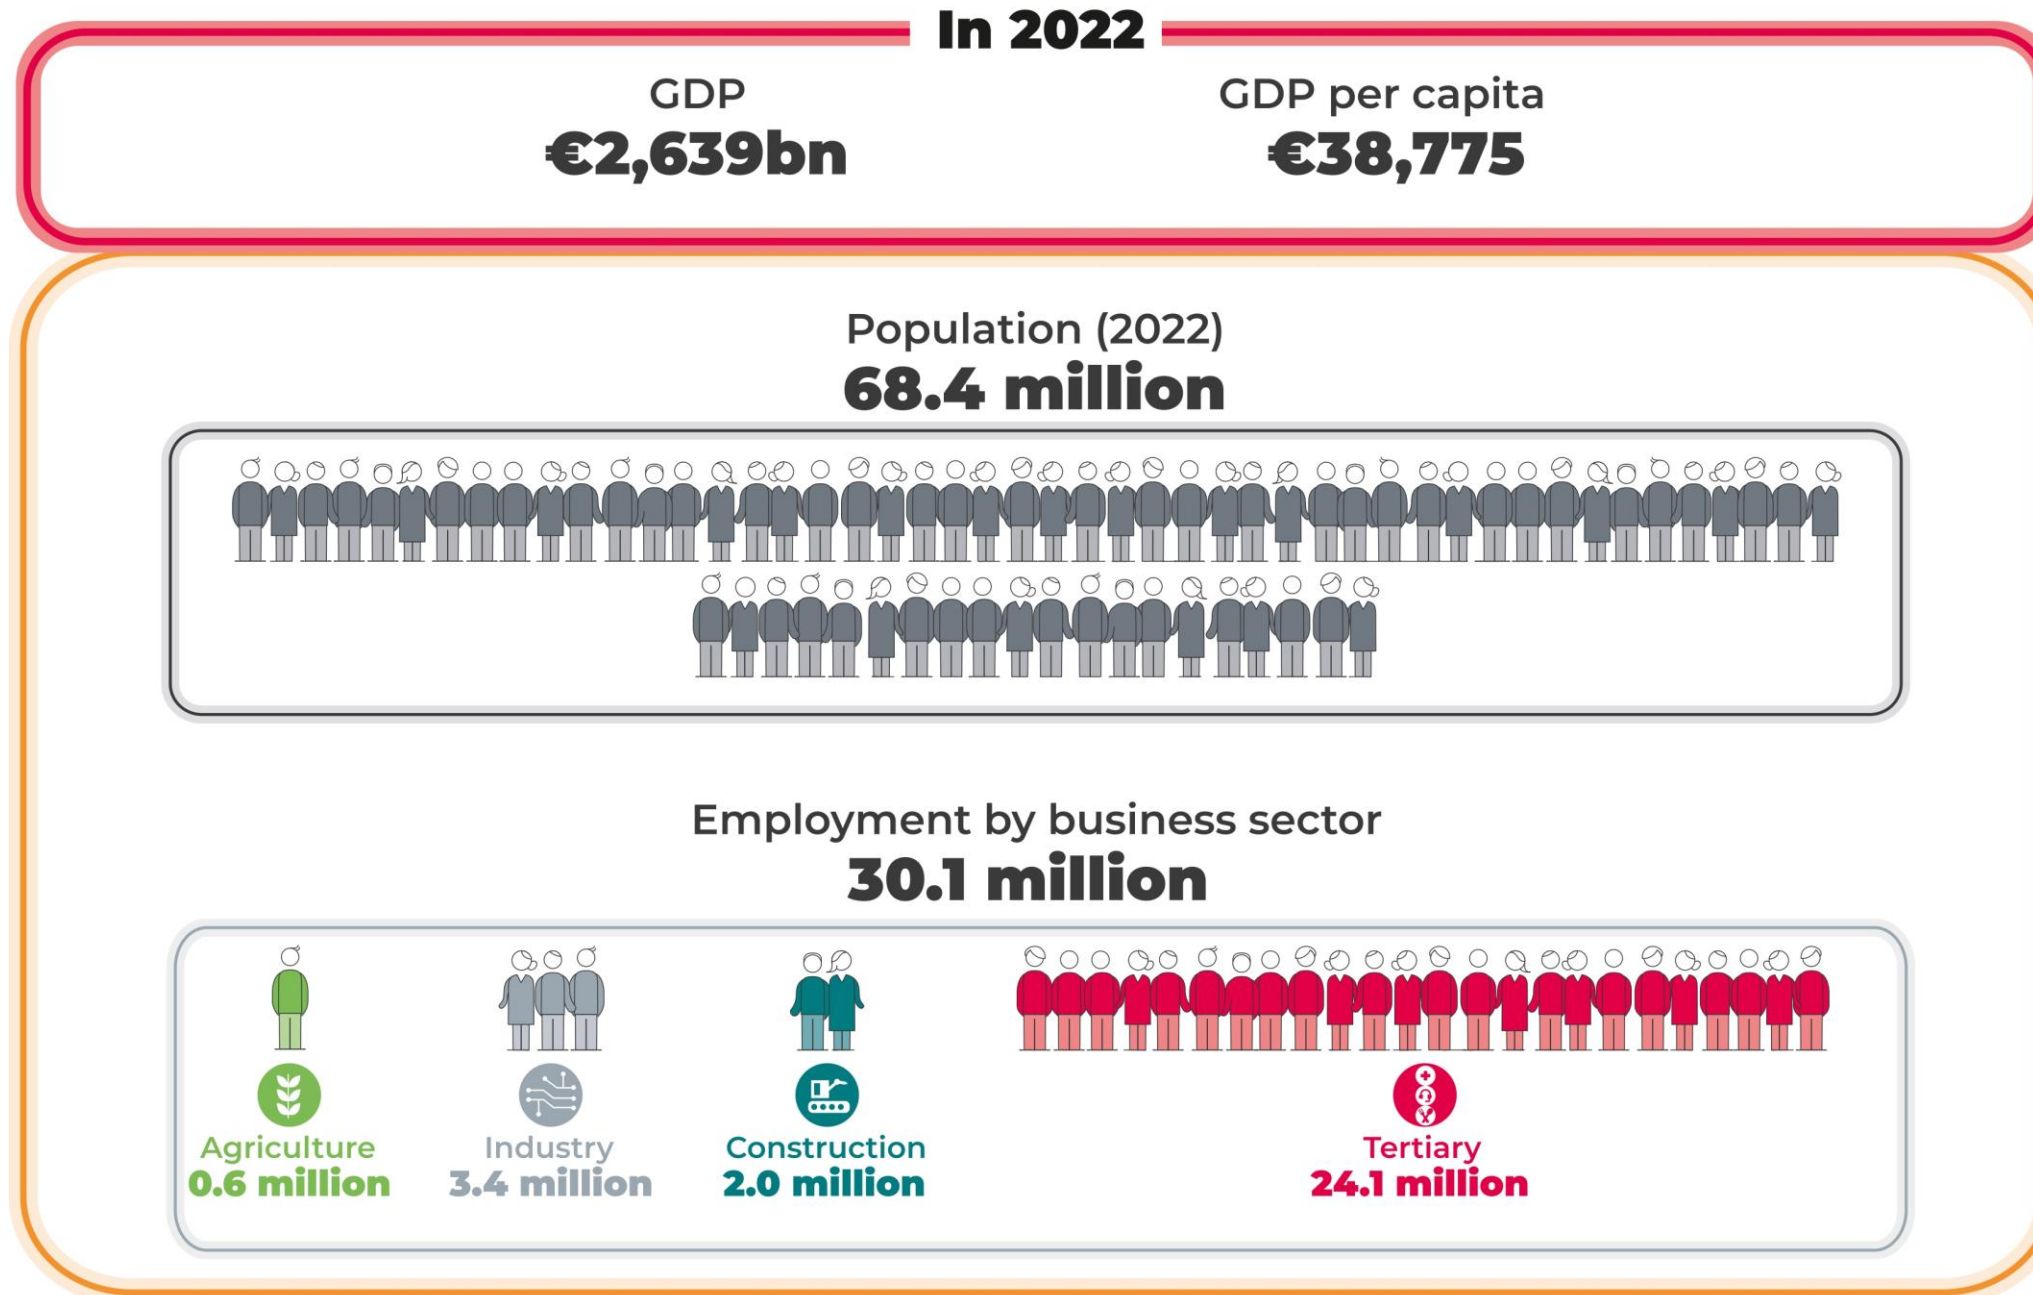 In 2022
GDP
€2,639bn
GDP per capita
€38,775
Population (2022)
68.4 million
Employment by business sector
30.1 million
Agriculture
0.6 million
Industry
3.4 million
Construction
2.0 million
Tertiary
24.1 million